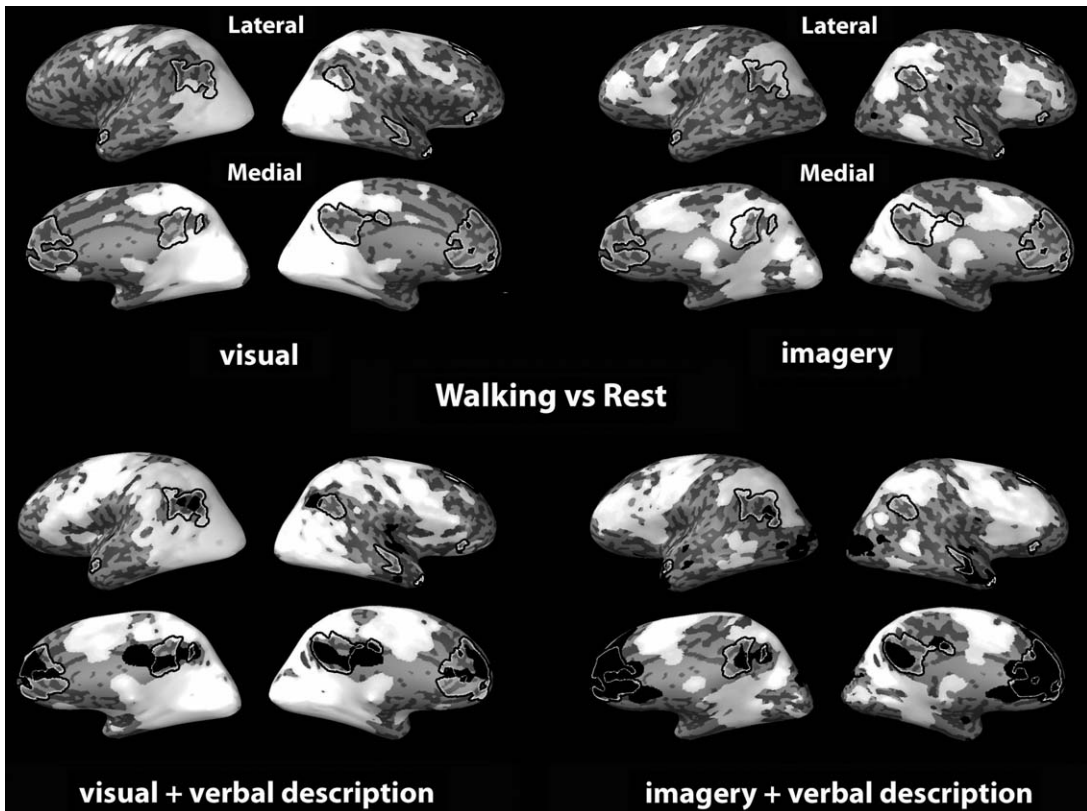 Lateral
Lateral
Medial
Medial
visual
imagery
Walking vs Rest
visual + verbal description
imagery + verbal description